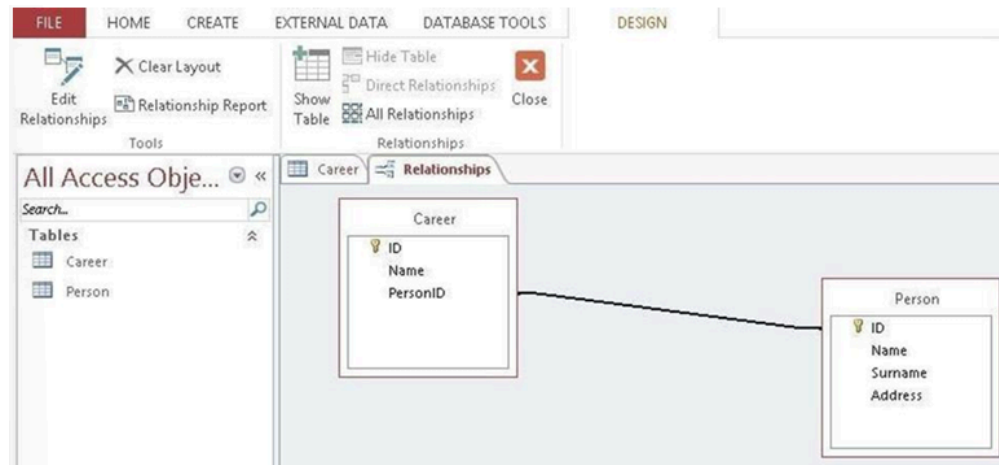 FILE HOME CREATE EXTERNAL DATA DATABASE TOOLS DESIGN
Edit
Relationships
Clear Layout
Relationship Report
Tools
Show
Table
Hide Table
Direct Relationships
All Relationships
Close
Relationships
All Access Obje...
Search...
Tables
Career
Person
Career Relationships
Career
ID
Name
PersonID
Person
ID
Name
Surname
Address